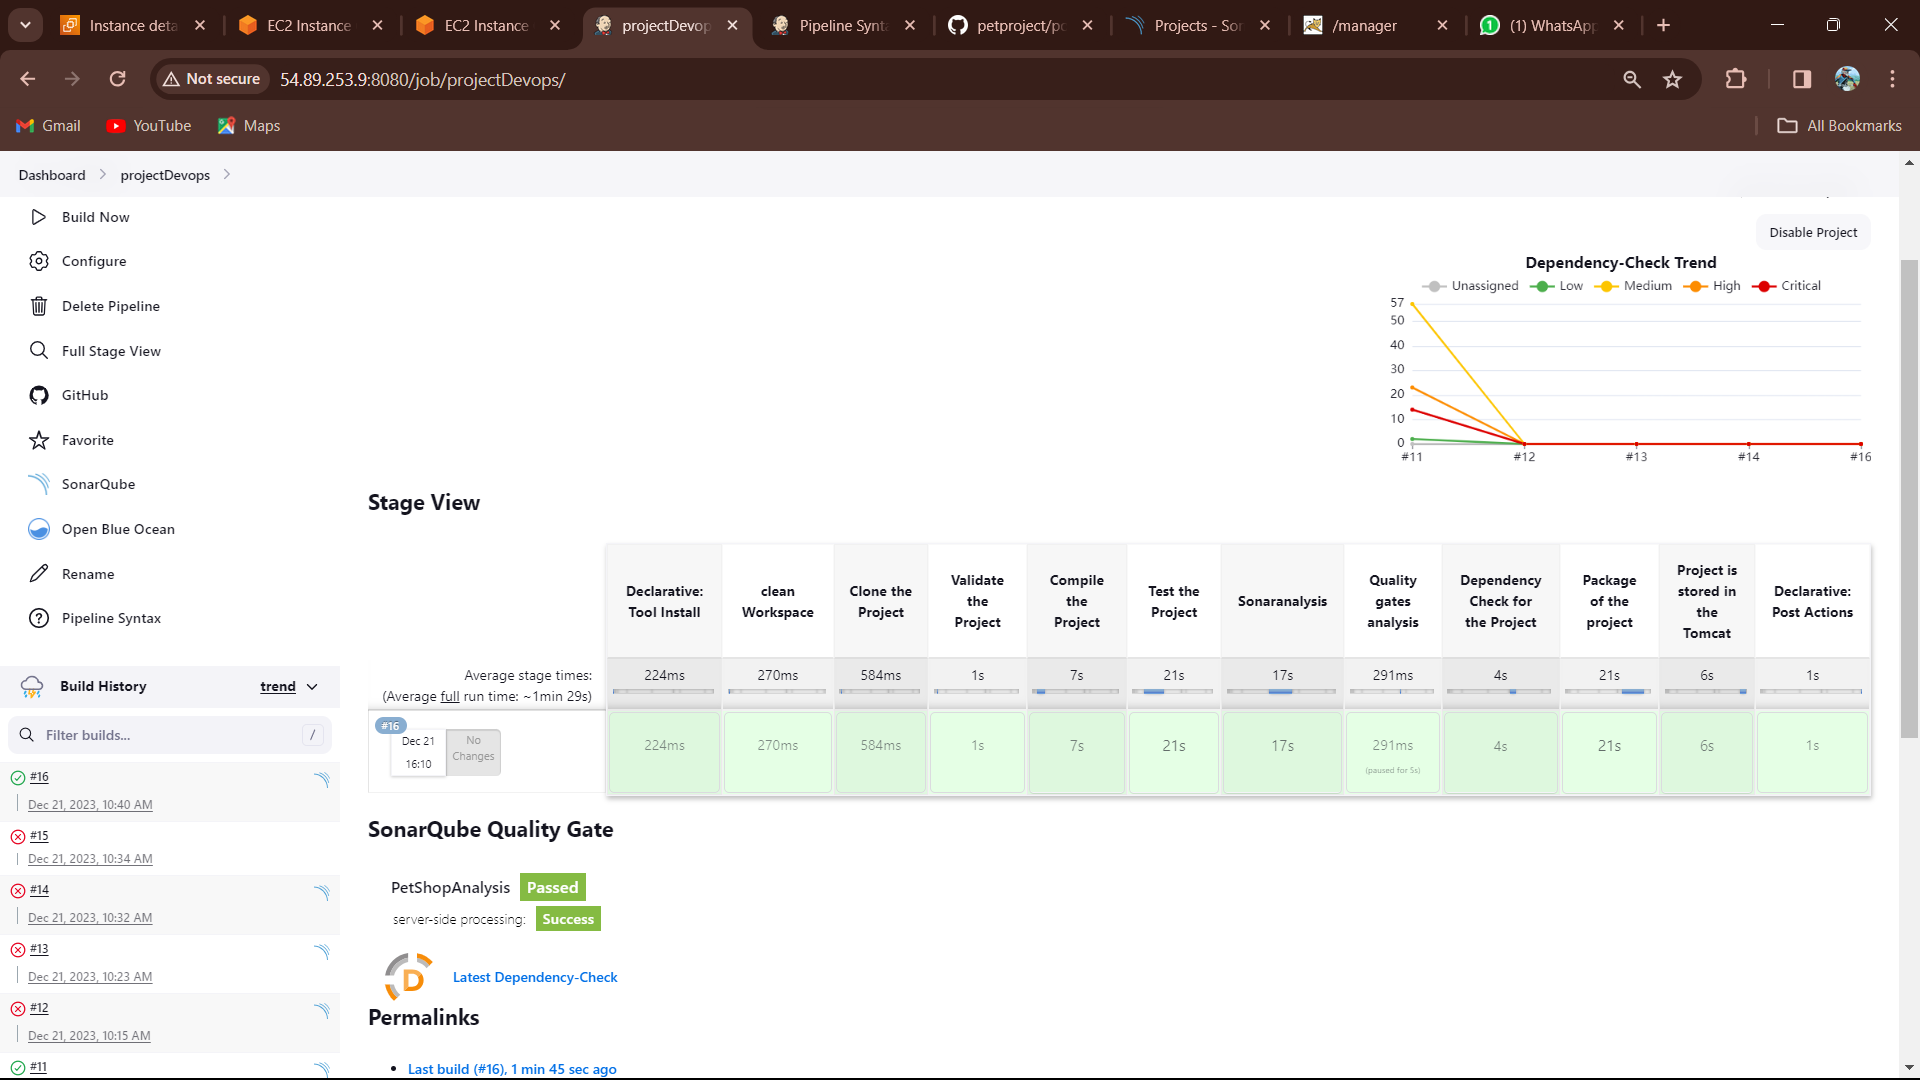 Instance deta
EC2 Instance
EC2 Instance
projectDevop
Pipeline Synta
petproject/pe
Projects - Son
/manager
(1) WhatsApp
Not secure
54.89.253.9:8080/job/projectDevops/
Gmail
YouTube
Maps
All Bookmarks
Dashboard
projectDevops
Build Now
Configure
Delete Pipeline
Full Stage View
GitHub
Favorite
SonarQube
Open Blue Ocean
Rename
Pipeline Syntax
Build History
trend
Filter builds...
/
#16
Dec 21, 2023, 10:40 AM
#15
Dec 21, 2023, 10:34 AM
#14
Dec 21, 2023, 10:32 AM
#13
Dec 21, 2023, 10:23 AM
#12
Dec 21, 2023, 10:15 AM
#11
Disable Project
Dependency-Check Trend
Unassigned Low Medium High Critical
57
50
40
30
20
10
0
#11 #12 #13 #14 #16
Stage View
Declarative:
Tool Install
clean
Workspace
Clone the
Project
Validate
the
Project
Compile
the
Project
Test the
Project
Sonaranalysis
Quality
gates
analysis
Dependency
Check for
the Project
Package
of the
project
Project is
stored in
the
Tomcat
Declarative:
Post Actions
Average stage times:
(Average full run time: ~1min 29s)
224ms 270ms 584ms 1s 7s 21s 17s 291ms 4s 21s 6s 1s
#16
Dec 21
16:10
No
Changes
224ms 270ms 584ms 1s 7s 21s 17s 291ms 4s 21s 6s 1s
(paused for 5s)
SonarQube Quality Gate
PetShopAnalysis Passed
server-side processing: Success
D
Latest Dependency-Check
Permalinks
Last build (#16), 1 min 45 sec ago